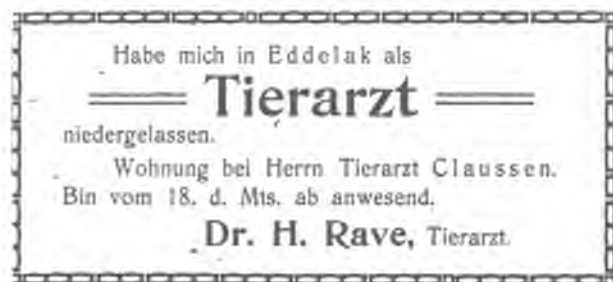 Habe mich in Eddelak als
Tierarzt
niedergelassen.
Wohnung bei Herrn Tierarzt Claussen.
Bin vom 18. d. Mts. ab anwesend.
Dr. H. Rave, Tierarzt.